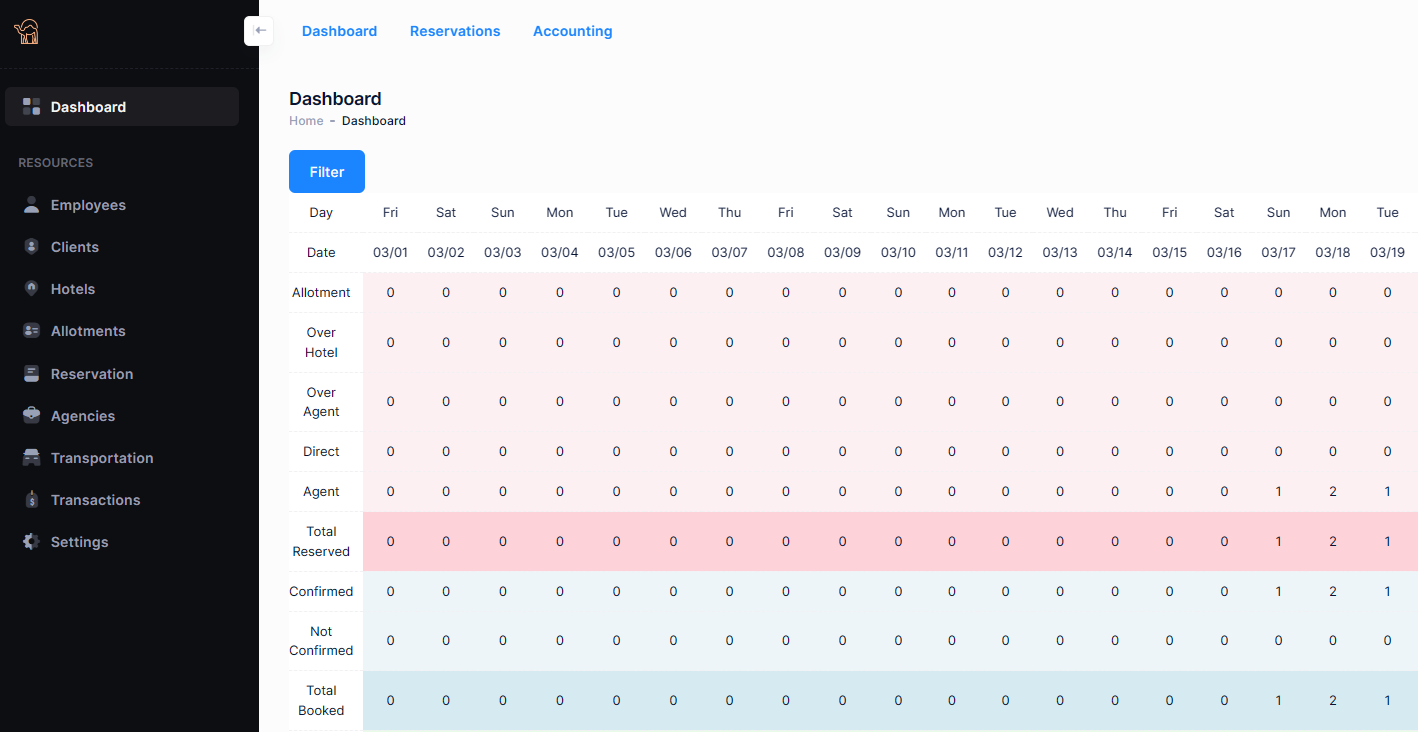 Dashboard Reservations Accounting
Dashboard
RESOURCES
Employees
Clients
Hotels
Allotments
Reservation
Agencies
Transportation
Transactions
Settings
Dashboard
Home - Dashboard
Filter
Day Fri Sat Sun Mon Tue Wed Thu Fri Sat Sun Mon Tue Wed Thu Fri Sat Sun Mon Tue
Date 03/01 03/02 03/03 03/04 03/05 03/06 03/07 03/08 03/09 03/10 03/11 03/12 03/13 03/14 03/15 03/16 03/17 03/18 03/19
Allotment 0 0 0 0 0 0 0 0 0 0 0 0 0 0 0 0 0 0 0
Over
Hotel 0 0 0 0 0 0 0 0 0 0 0 0 0 0 0 0 0 0 0
Over
Agent 0 0 0 0 0 0 0 0 0 0 0 0 0 0 0 0 0 0 0
Direct 0 0 0 0 0 0 0 0 0 0 0 0 0 0 0 0 0 0 0
Agent 0 0 0 0 0 0 0 0 0 0 0 0 0 0 0 0 1 2 1
Total
Reserved 0 0 0 0 0 0 0 0 0 0 0 0 0 0 0 0 1 2 1
Confirmed 0 0 0 0 0 0 0 0 0 0 0 0 0 0 0 0 1 2 1
Not
Confirmed 0 0 0 0 0 0 0 0 0 0 0 0 0 0 0 0 0 0 0
Total
Booked 0 0 0 0 0 0 0 0 0 0 0 0 0 0 0 0 1 2 1